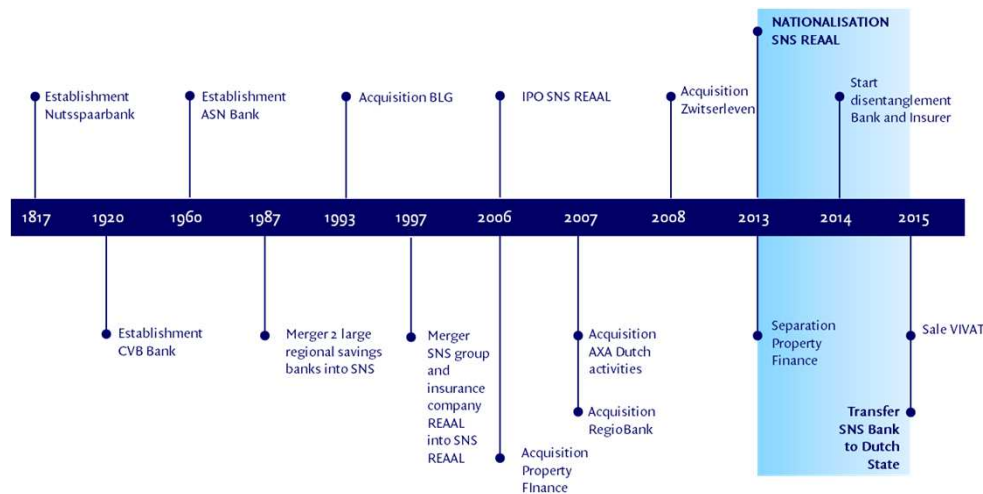 NATIONALISATION
SNS REAAL
Establishment
Nutsspaarbank
Establishment
ASN Bank
Acquisition BLG
IPO SNS REAAL
Acquisition
Zwitserleven
Start
disentanglement
Bank and Insurer
1817
1920
1960
1987
1993
1997
2006
2007
2008
2013
2014
2015
Establishment
CVB Bank
Merger 2 large
regional savings
banks into SNS
Merger
SNS group
and
insurance
company
REAAL
into SNS
REAAL
Acquisition
Property
FInance
Acquisition
AXA Dutch
activities
Acquisition
RegioBank
Separation
Property
Finance
Sale VIVAT
Transfer
SNS Bank
to Dutch
State